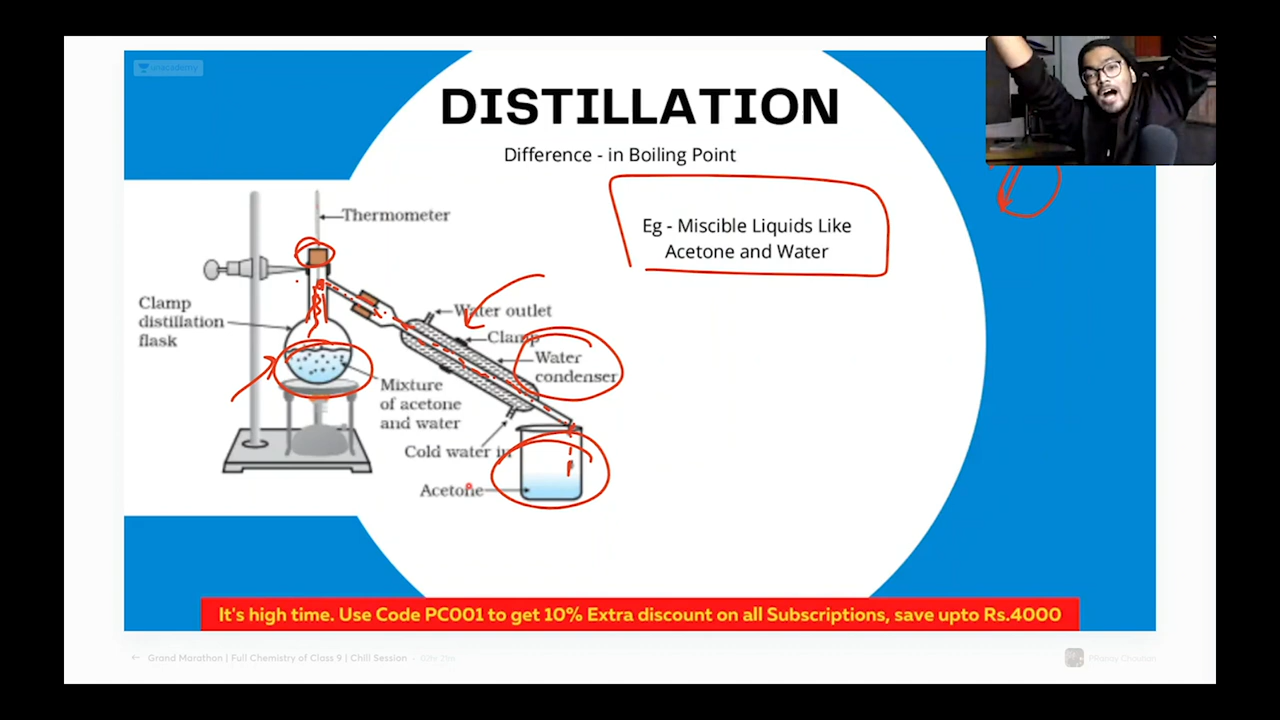 unacademy
DISTILLATION
Difference - in Boiling Point
Eg - Miscible Liquids Like
Acetone and Water
Thermometer
Clamp
distillation
flask
Water outlet
Clamp
Water
condenser
Mixture
of acetone
and water
Cold water in
Acetone
It's high time. Use Code PC001 to get 10% Extra discount on all Subscriptions, save upto Rs.4000
Grand Marathon | Full Chemistry of Class 9 | Chill Session